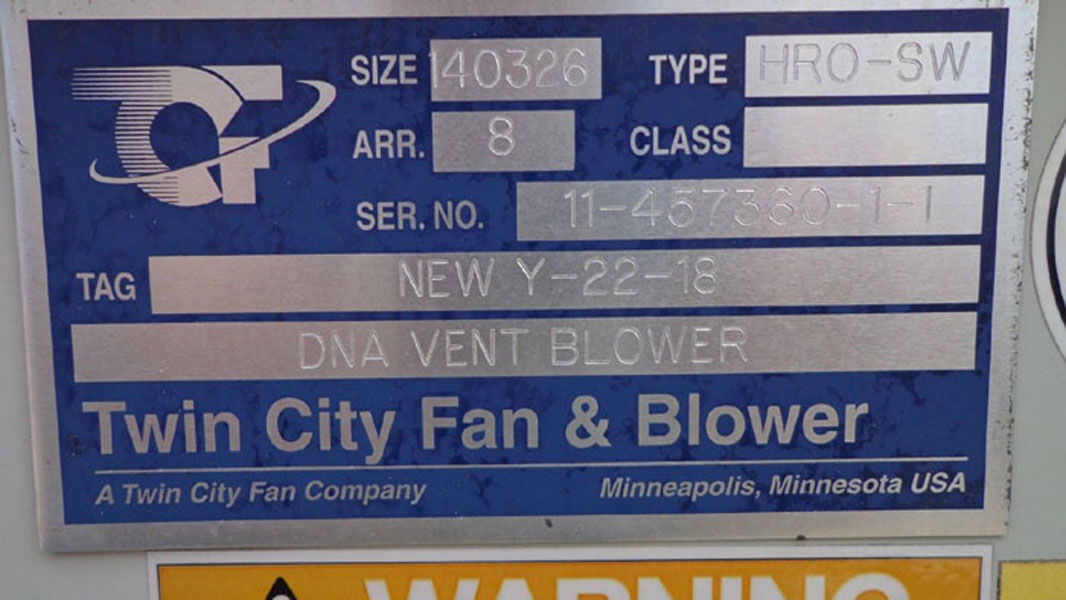 SIZE 140326 TYPE HRO-SW
ARR. 8 CLASS
SER. NO. 11-457360-1-1
TAG NEW Y-22-18
DNA VENT BLOWER
Twin City Fan & Blower
A Twin City Fan Company Minneapolis, Minnesota USA
WARNING